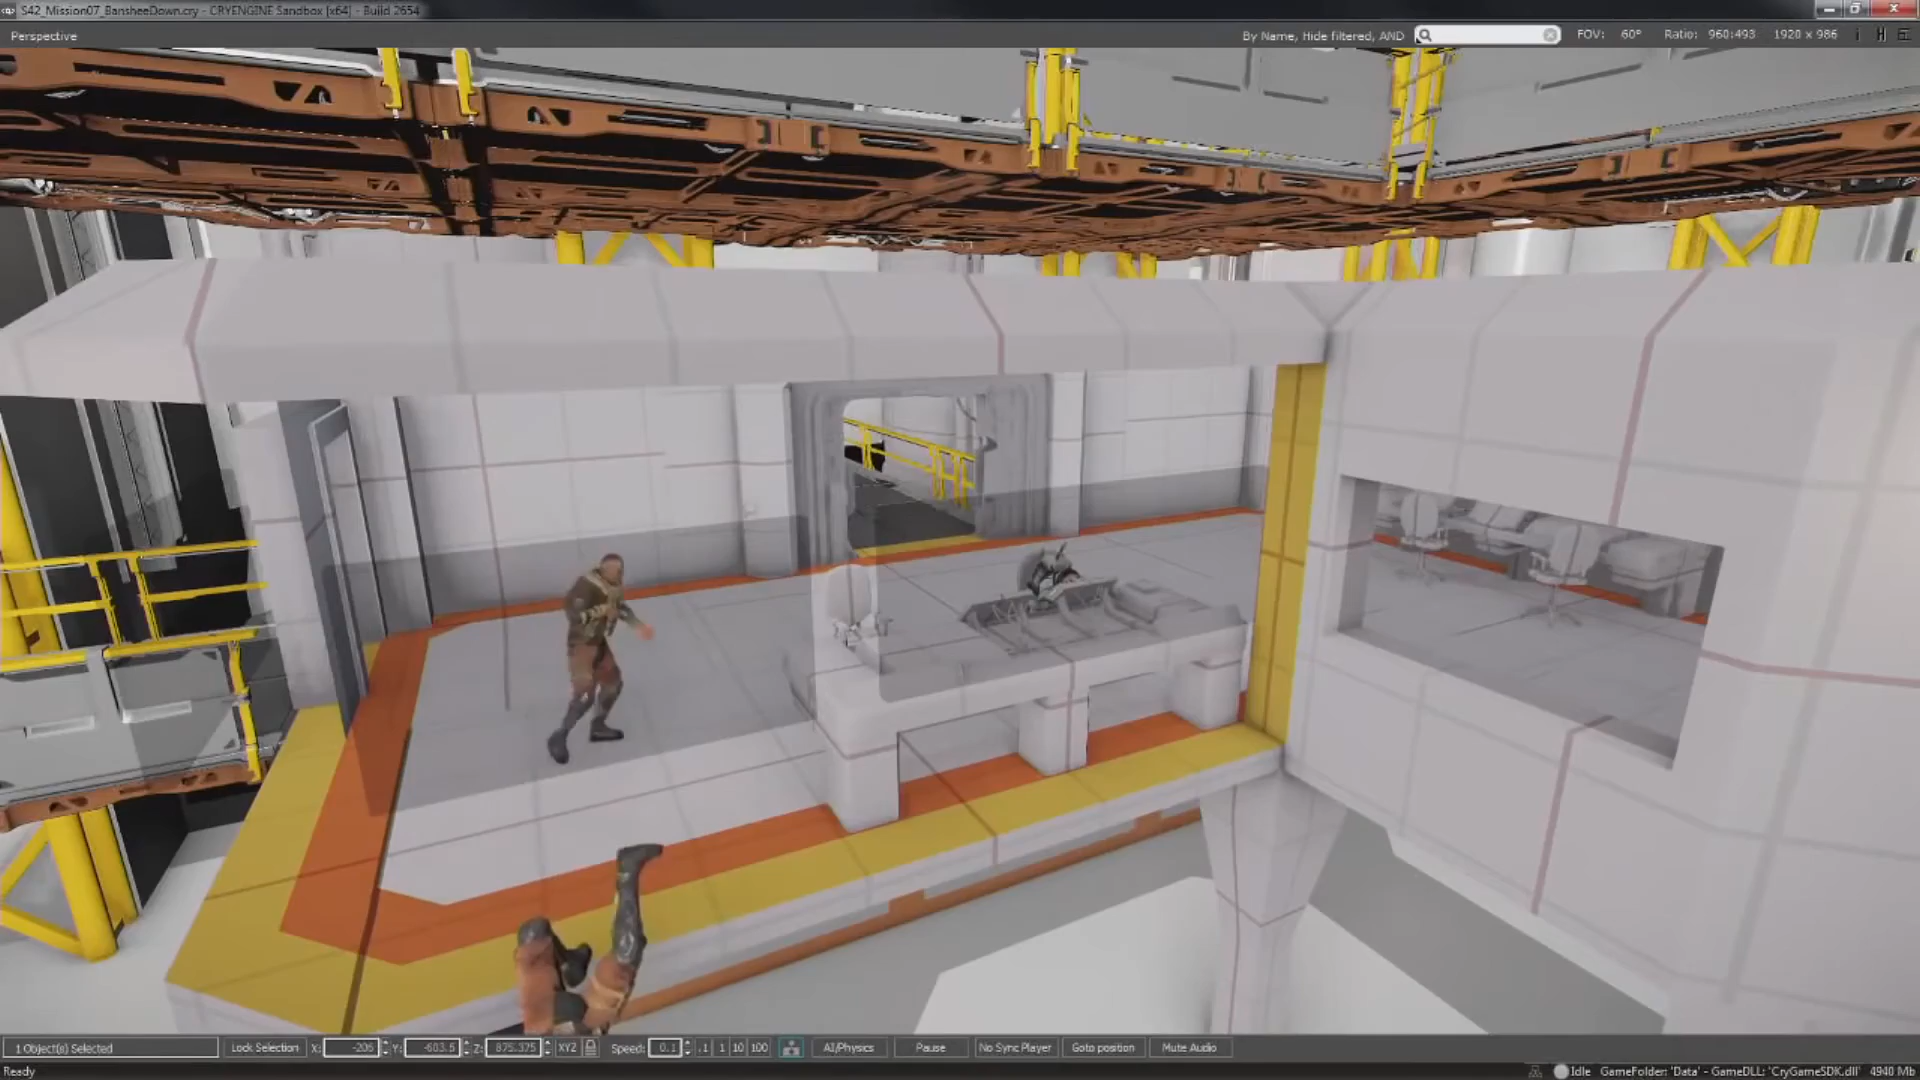 S42_Mission07_BansheeDown.cry - CRYENGINE Sandbox [x64] - Build 2654
Perspective
By Name, Hide filtered, AND
FOV: 60° Ratio: 960:493 1920 x 986
1 Object(s) Selected Lock Selection X: -206 Y: -603.5 Z: 875.375 XYZ Speed: 0.1 .1 1 10 100 AI/Physics Pause No Sync Player Goto position Mute Audio
Ready
Idle GameFolder: 'Data' - GameDLL: 'CryGameSDK.dll' 4940 Mb